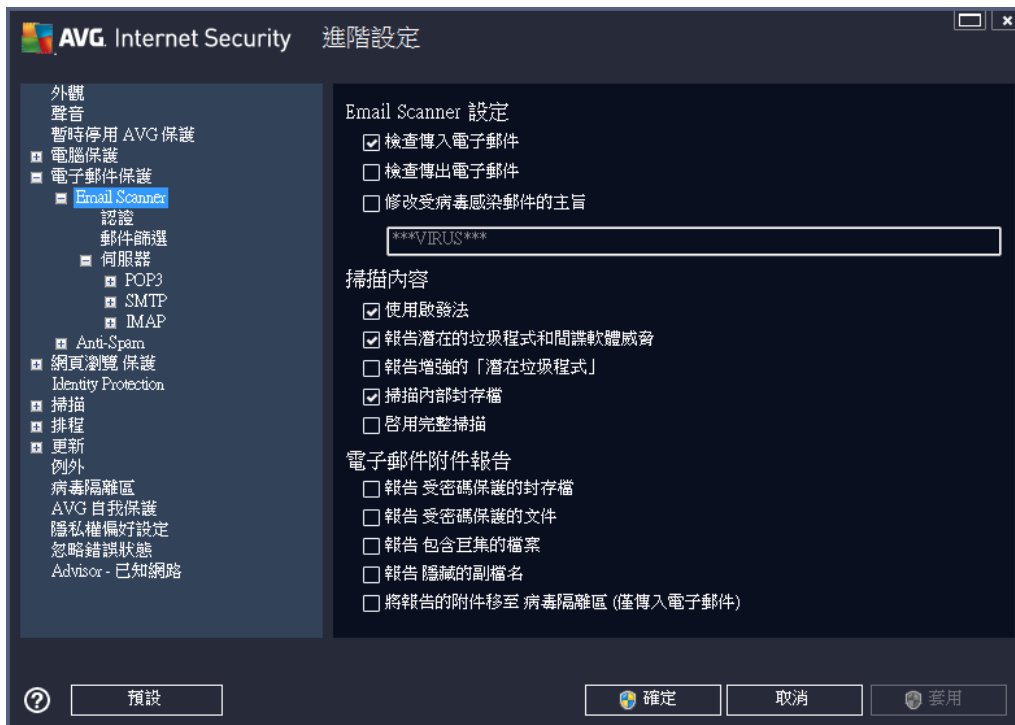 AVG. Internet Security 進階設定
外觀
聲音
暫時停用 AVG 保護
電腦保護
電子郵件保護
Email Scanner
認證
郵件篩選
伺服器
POP3
SMTP
IMAP
Anti-Spam
網頁瀏覽 保護
Identity Protection
掃描
排程
更新
例外
病毒隔離區
AVG 自我保護
隱私權偏好設定
忽略錯誤狀態
Advisor - 已知網路
Email Scanner 設定
檢查傳入電子郵件
檢查傳出電子郵件
修改受病毒感染郵件的主旨
***VIRUS***
掃描內容
使用啟發法
報告潛在的垃圾程式和間諜軟體威脅
報告增強的「潛在垃圾程式」
掃描內部封存檔
啓用完整掃描
電子郵件附件報告
報告 受密碼保護的封存檔
報告 受密碼保護的文件
報告 包含巨集的檔案
報告 隱藏的副檔名
將報告的附件移至 病毒隔離區 (僅傳入電子郵件)
預設
確定
取消
套用